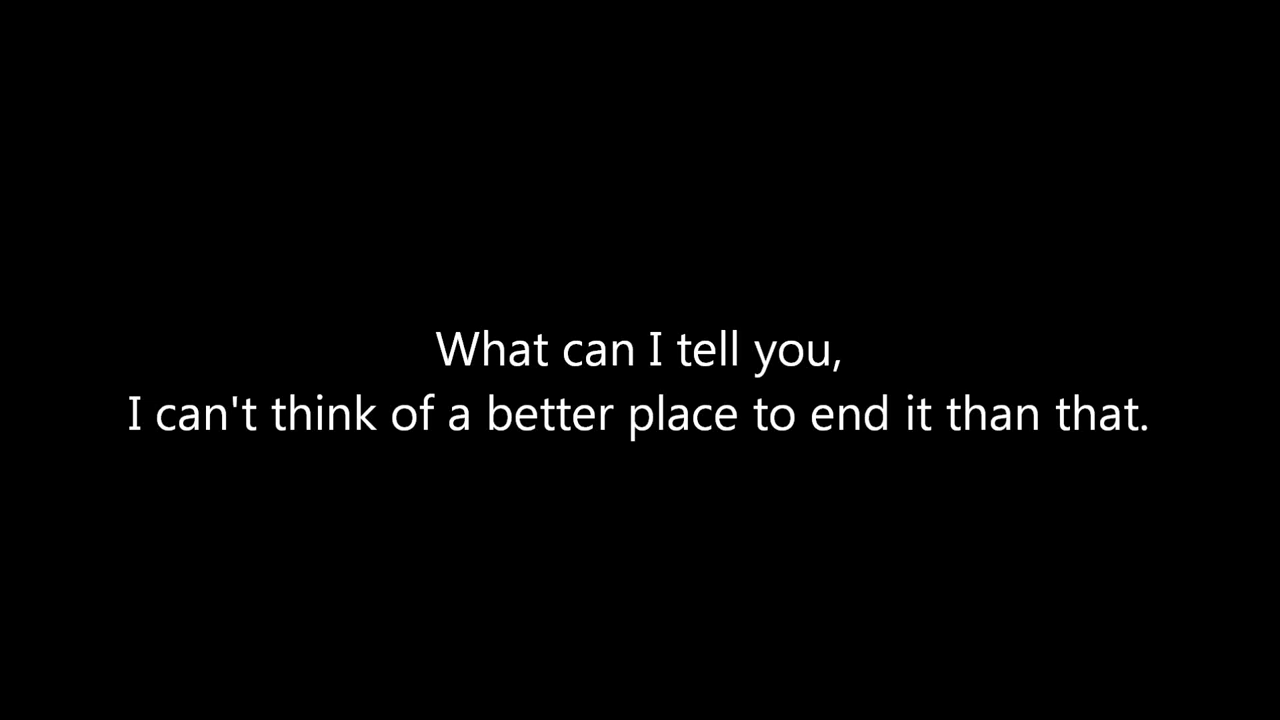 What can I tell you,
I can't think of a better place to end it than that.